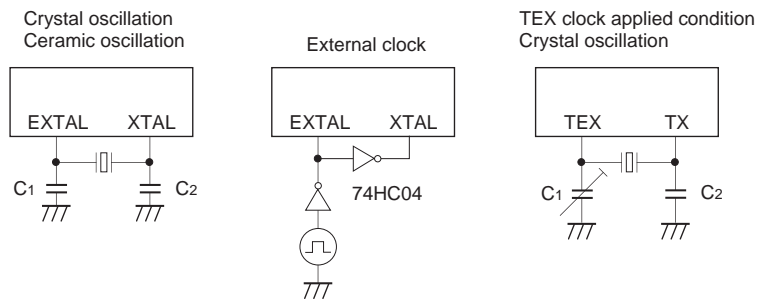 Crystal oscillation
Ceramic oscillation
EXTAL XTAL
C1 C2
External clock
EXTAL XTAL
74HC04
TEX clock applied condition
Crystal oscillation
TEX TX
C1 C2